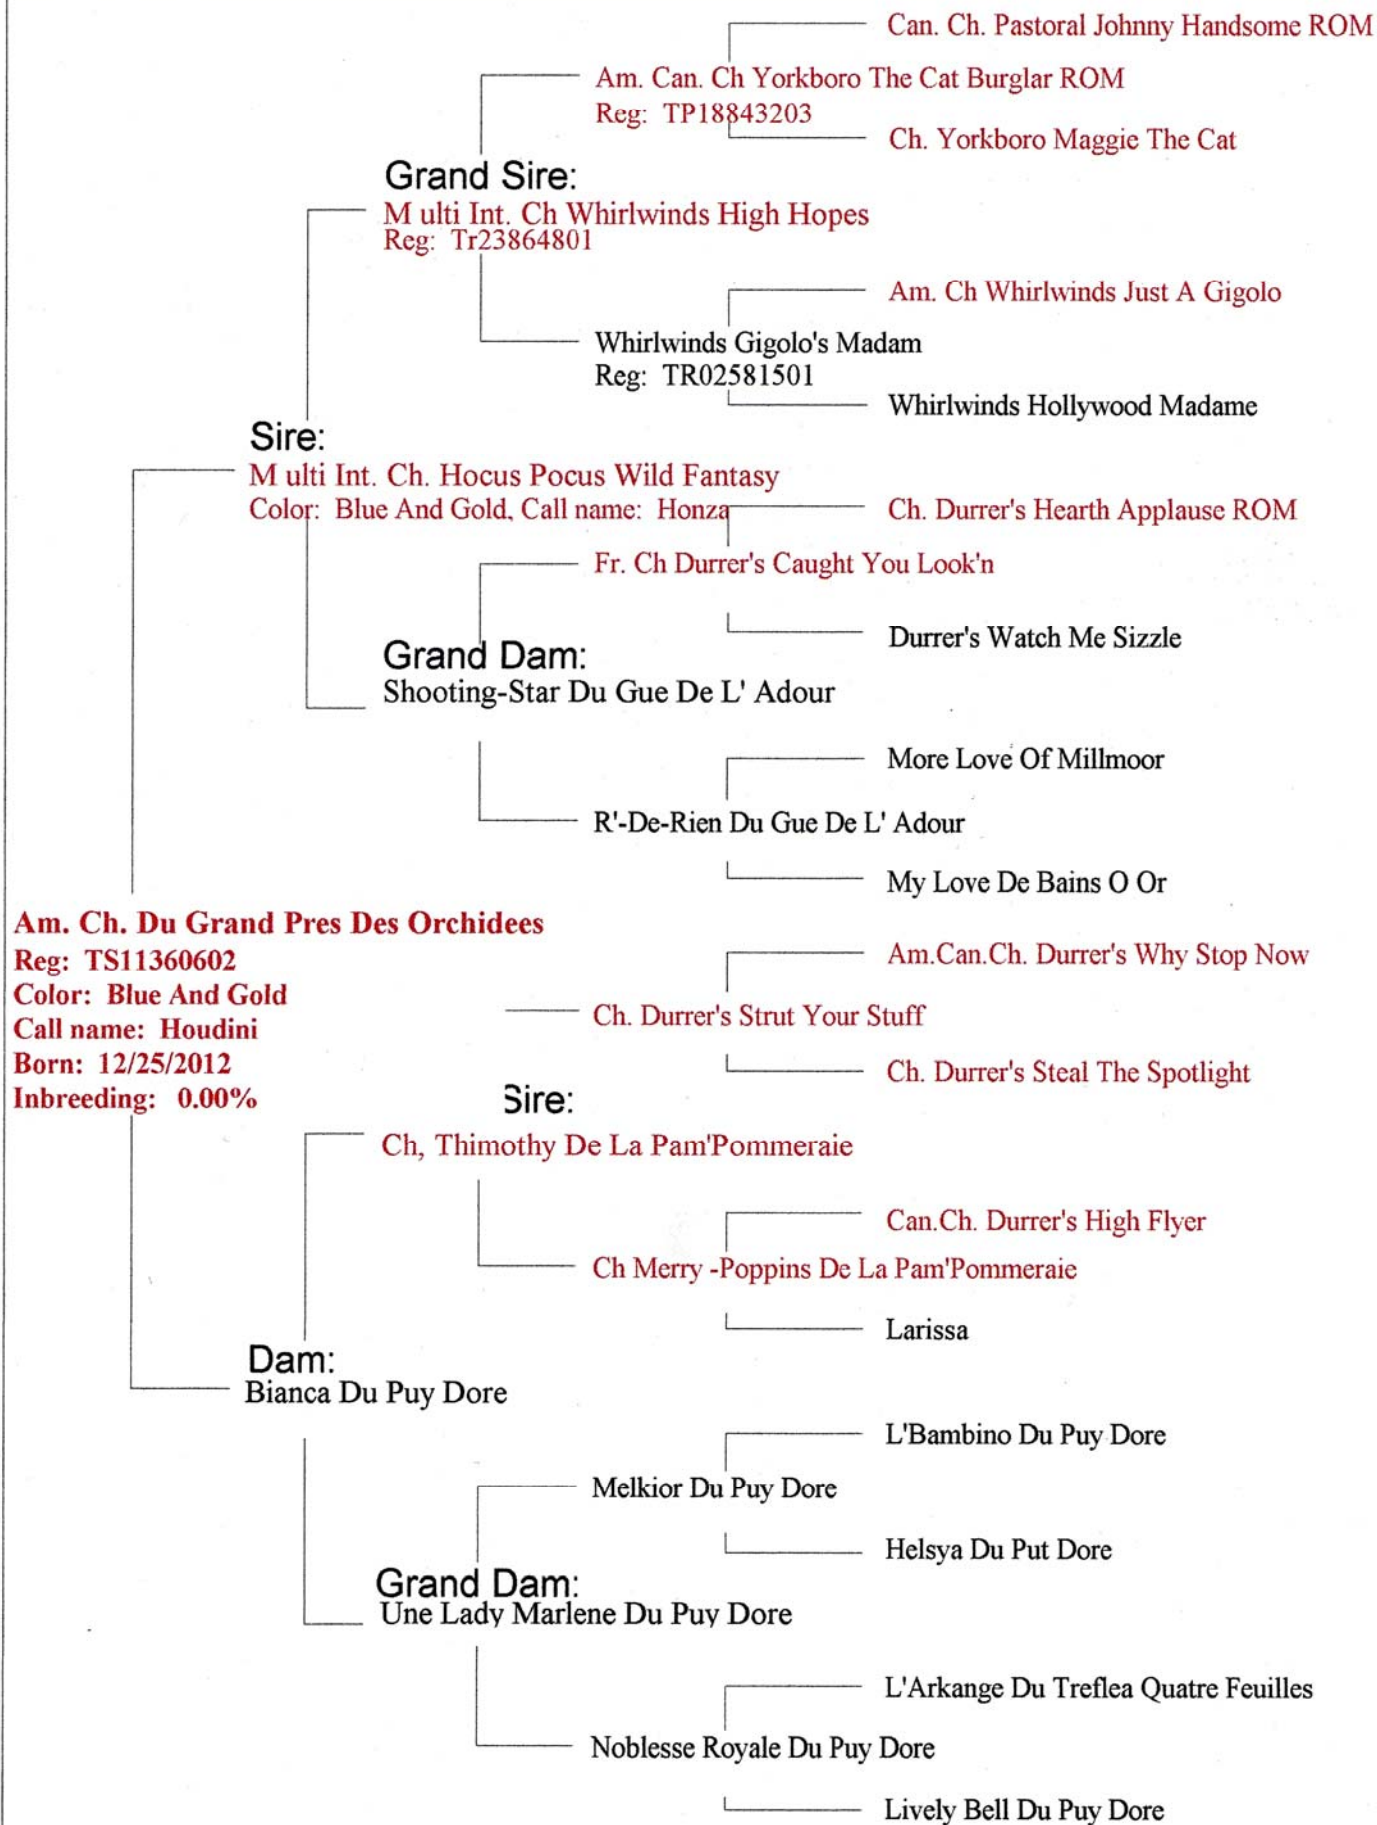 Can. Ch. Pastoral Johnny Handsome ROM
Am. Can. Ch Yorkboro The Cat Burglar ROM
Reg: TP18843203
Ch. Yorkboro Maggie The Cat
Grand Sire:
M ulti Int. Ch Whirlwinds High Hopes
Reg: Tr23864801
Am. Ch Whirlwinds Just A Gigolo
Whirlwinds Gigolo's Madam
Reg: TR02581501
Whirlwinds Hollywood Madame
Sire:
M ulti Int. Ch. Hocus Pocus Wild Fantasy
Color: Blue And Gold, Call name: Honza
Ch. Durrer's Hearth Applause ROM
Fr. Ch Durrer's Caught You Look'n
Durrer's Watch Me Sizzle
Grand Dam:
Shooting-Star Du Gue De L' Adour
More Love Of Millmoor
R'-De-Rien Du Gue De L' Adour
My Love De Bains O Or
Am. Ch. Du Grand Pres Des Orchidees
Reg: TS11360602
Color: Blue And Gold
Call name: Houdini
Born: 12/25/2012
Inbreeding: 0.00%
Am.Can.Ch. Durrer's Why Stop Now
Ch. Durrer's Strut Your Stuff
Ch. Durrer's Steal The Spotlight
Sire:
Ch, Thimothy De La Pam'Pommeraie
Can.Ch. Durrer's High Flyer
Ch Merry -Poppins De La Pam'Pommeraie
Larissa
Dam:
Bianca Du Puy Dore
L'Bambino Du Puy Dore
Melkior Du Puy Dore
Helsya Du Put Dore
Grand Dam:
Une Lady Marlene Du Puy Dore
L'Arkange Du Treflea Quatre Feuilles
Noblesse Royale Du Puy Dore
Lively Bell Du Puy Dore